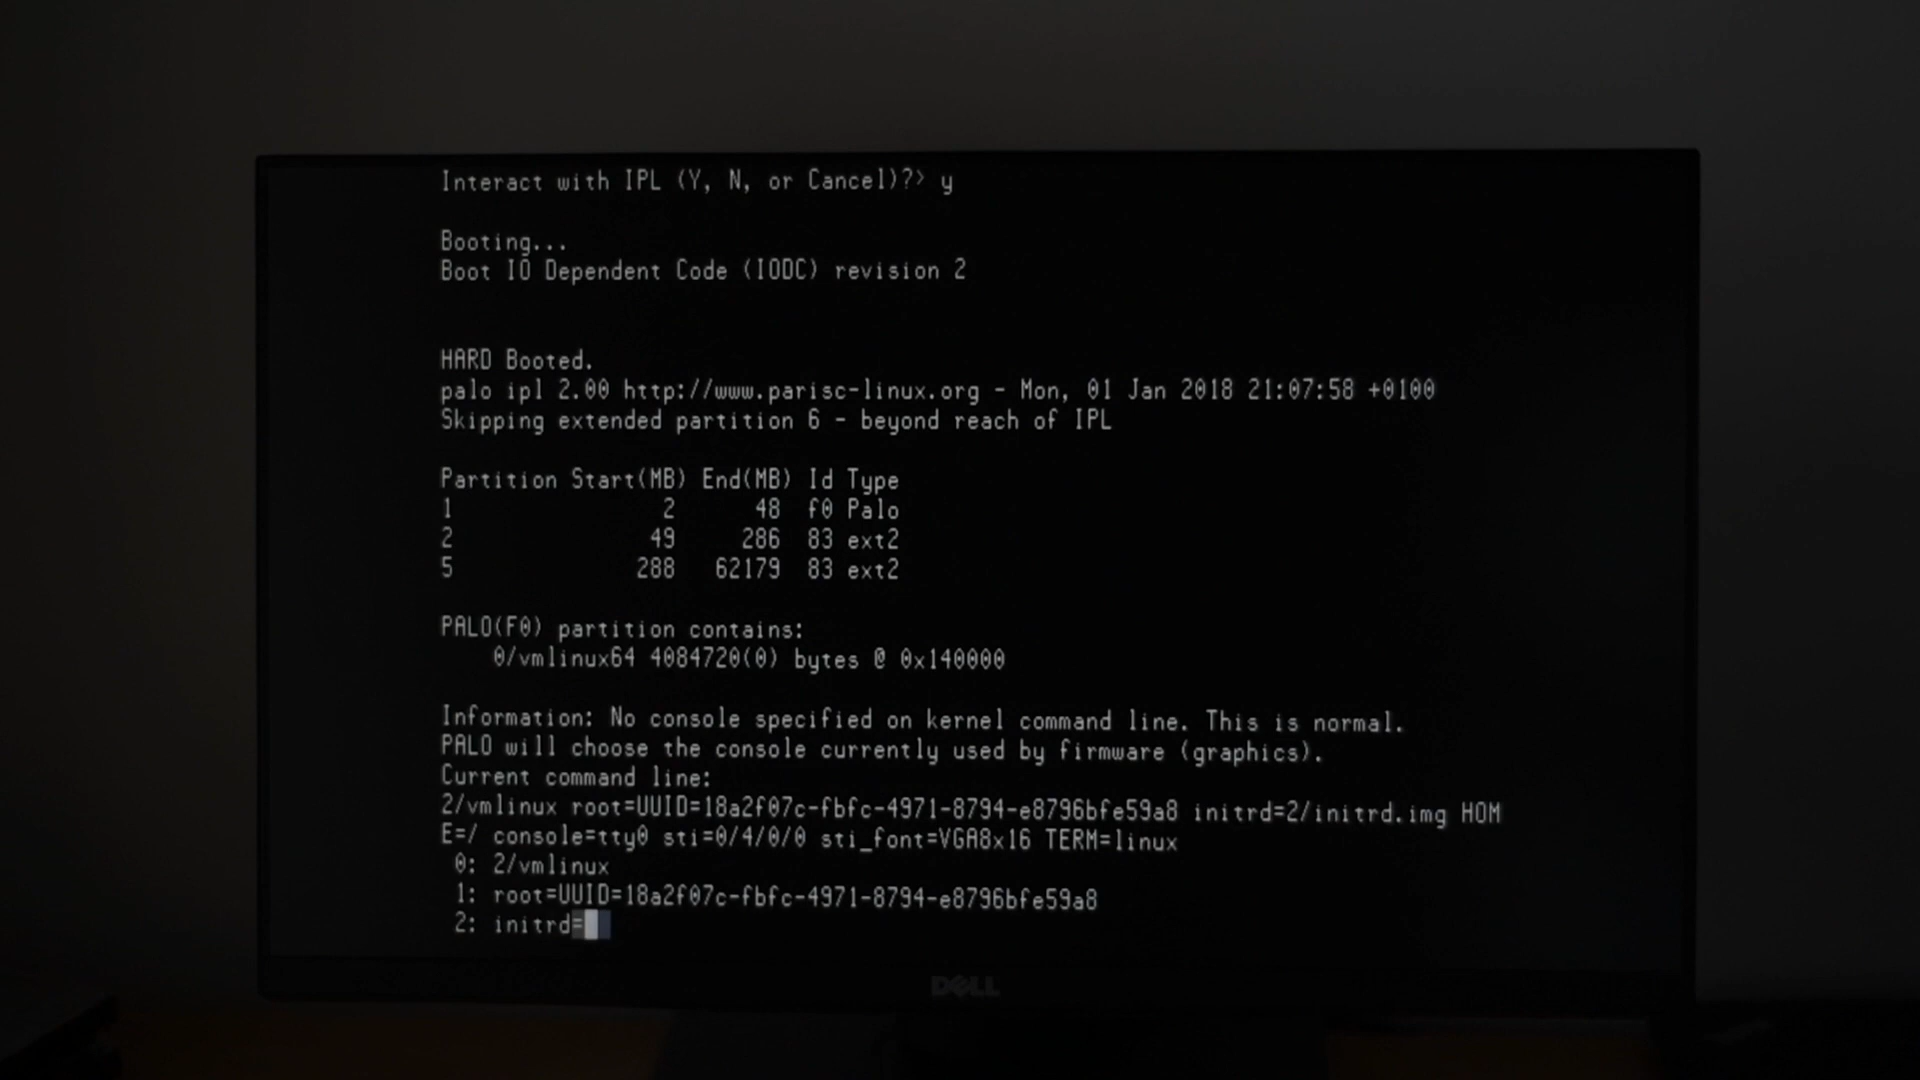 Interact with IPL (Y, N, or Cancel)?> y
Booting...
Boot IO Dependent Code (IODC) revision 2
HARD Booted.
palo ipl 2.00 http://www.parisc-linux.org - Mon, 01 Jan 2018 21:07:58 +0100
Skipping extended partition 6 - beyond reach of IPL
Partition Start(MB) End(MB) Id Type
1 2 48 f0 Palo
2 49 286 83 ext2
5 288 62179 83 ext2
PALO(F0) partition contains:
0/vmlinux64 4084720(0) bytes @ 0x140000
Information: No console specified on kernel command line. This is normal.
PALO will choose the console currently used by firmware (graphics).
Current command line:
2/vmlinux root=UUID=18a2f07c-fbfc-4971-8794-e8796bfe59a8 initrd=2/initrd.img HOM
E=/ console=tty0 sti=0/4/0/0 sti_font=VGA8x16 TERM=linux
0: 2/vmlinux
1: root=UUID=18a2f07c-fbfc-4971-8794-e8796bfe59a8
2: initrd=
DELL